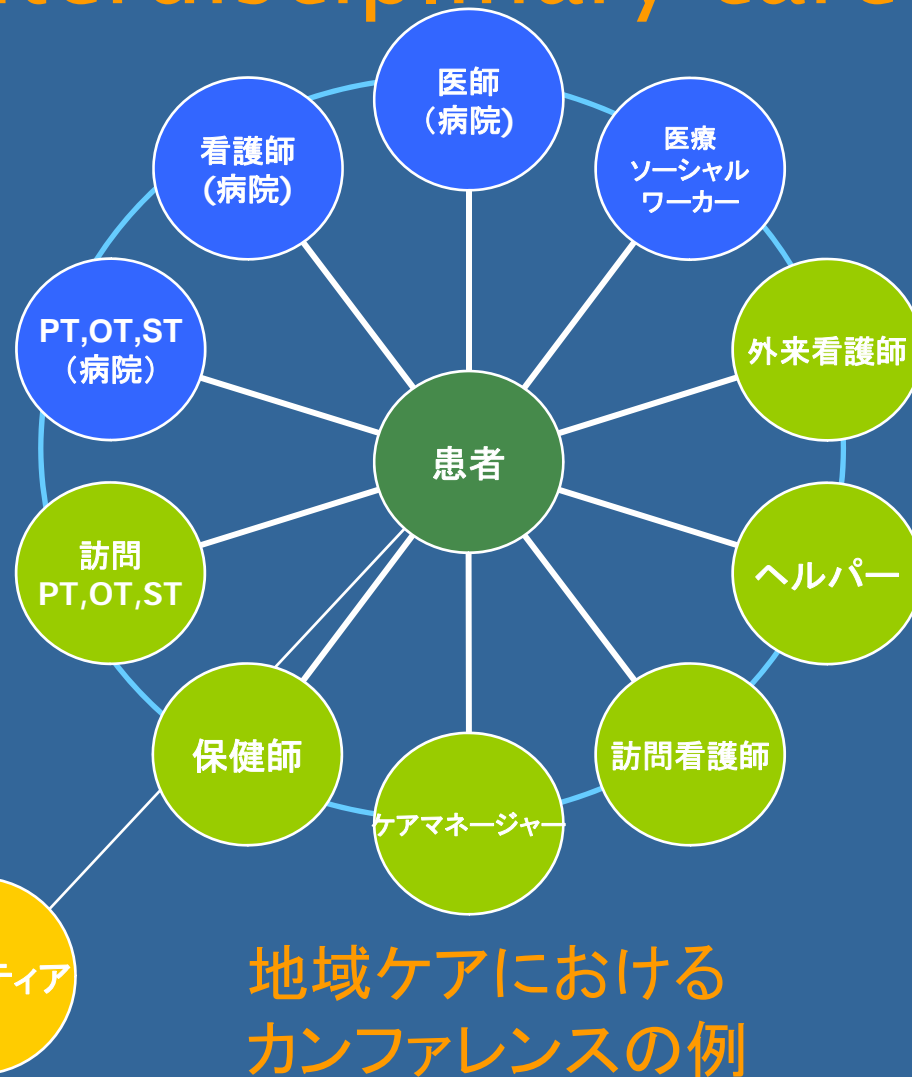 terdisciplinary care
医師
（病院)
看護師
(病院)
医療
ソーシャル
ワーカー
PT,OT,ST
（病院）
外来看護師
患者
訪問
PT,OT,ST
ヘルパー
保健師
訪問看護師
ケアマネージャー
ティア
地域ケアにおける
カンファレンスの例